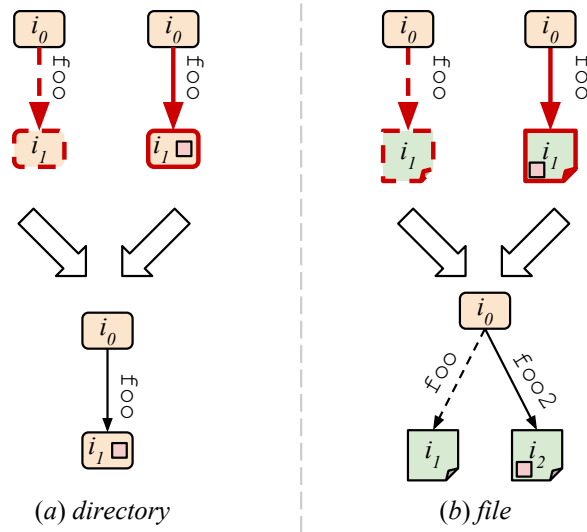 i0 i0 i0 i0
foo foo foo foo
i1 i1 i1 i1
i0 i0
foo foo foo2
i1 i1 i2
(a) directory (b) file